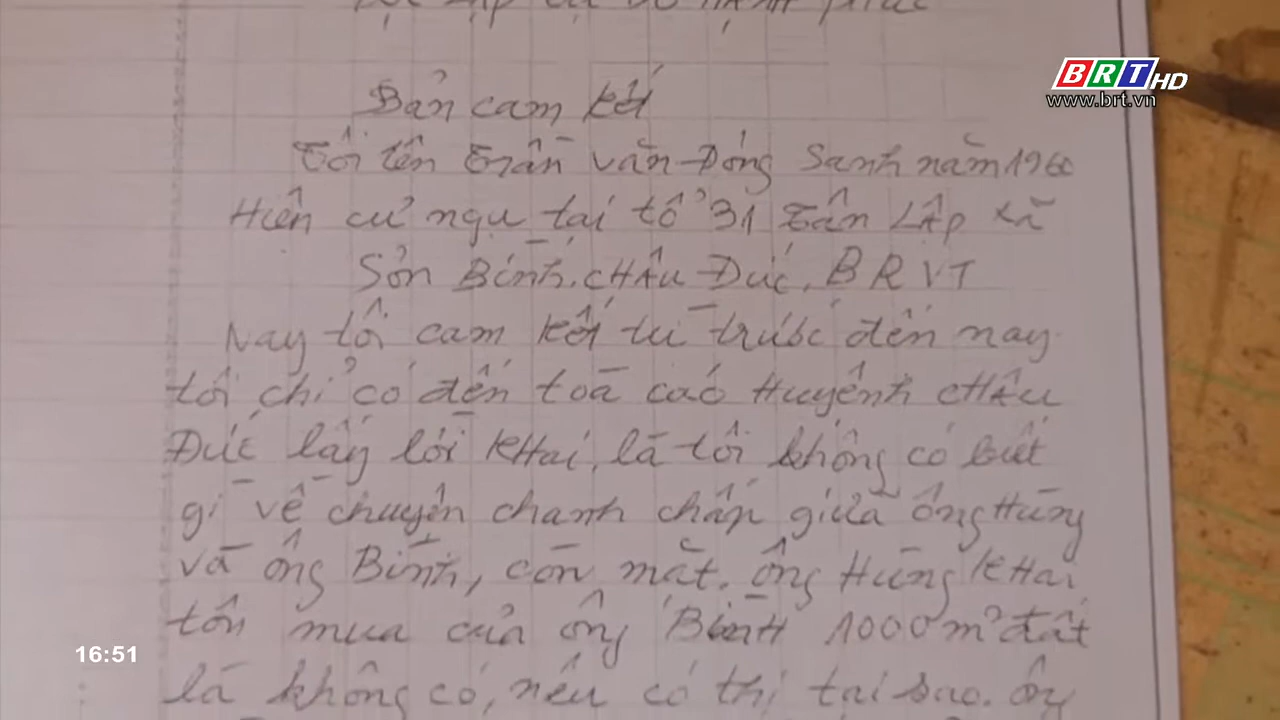 BRT HD
www.brt.vn
Bản cam kết
Tôi tên Trần Văn Đóng Sanh năm 1960
Hiện cư ngụ tại tổ 31 Tân Lập xã
Sơn Bình. CHÂU Đức, BRVT
Nay tôi cam kết từ trước đến nay
tôi chỉ có đến toà cáo Huyệnh CHÂU
Đức lấy lời KHai, là tôi không có biết
gì về chuyện chanh chấp giữa ông Hùng
và ông Bình, còn mặt. ông Hùng KHai
tôn mua của ông BìnH 1000m² đất
là không có, nếu có thì tại sao. ông
16:51